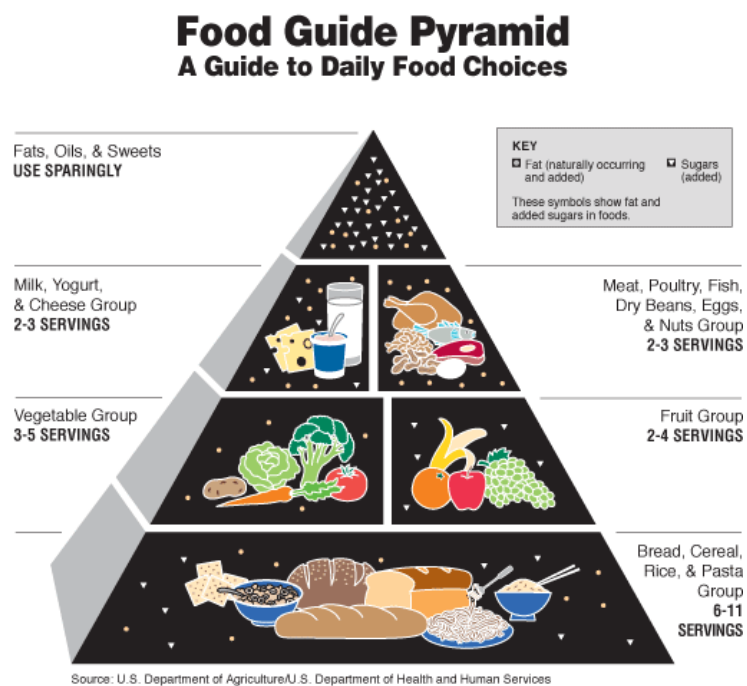 Food Guide Pyramid
A Guide to Daily Food Choices
KEY
Fat (naturally occurring
and added)
Sugars
(added)
These symbols show fat and
added sugars in foods.
Fats, Oils, & Sweets
USE SPARINGLY
Milk, Yogurt,
& Cheese Group
2-3 SERVINGS
Meat, Poultry, Fish,
Dry Beans, Eggs,
& Nuts Group
2-3 SERVINGS
Vegetable Group
3-5 SERVINGS
Fruit Group
2-4 SERVINGS
Bread, Cereal,
Rice, & Pasta
Group
6-11
SERVINGS
Source: U.S. Department of Agriculture/U.S. Department of Health and Human Services